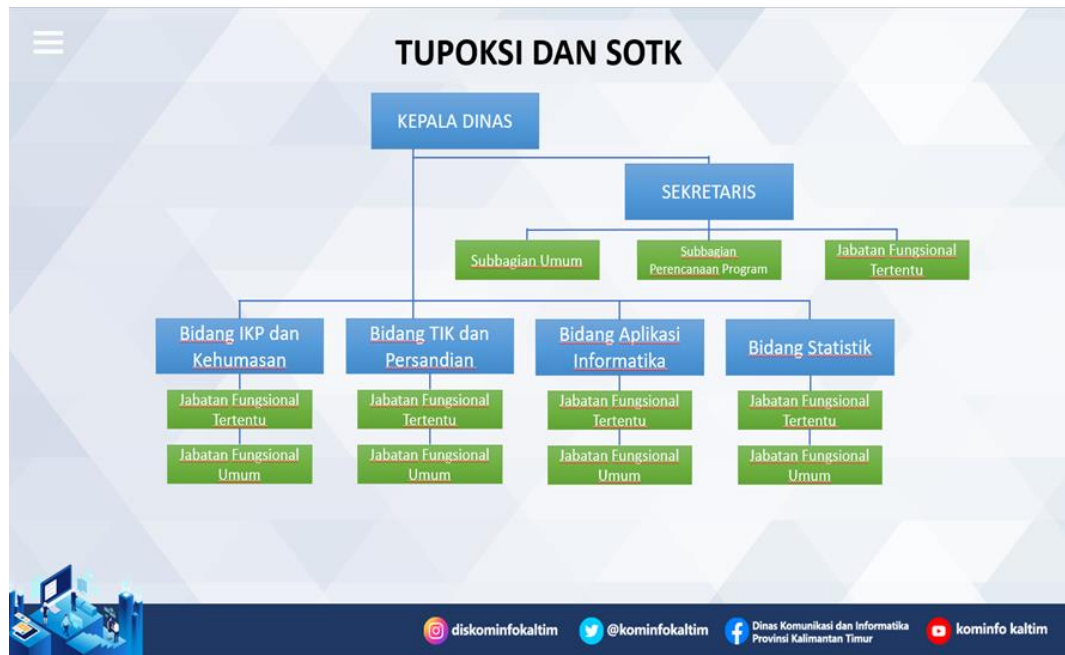 TUPOKSI DAN SOTK
KEPALA DINAS
SEKRETARIS
Subbagian Umum
Subbagian
Perencanaan Program
Jabatan Fungsional
Tertentu
Bidang IKP dan
Kehumasan
Bidang TIK dan
Persandian
Bidang Aplikasi
Informatika
Bidang Statistik
Jabatan Fungsional
Tertentu
Jabatan Fungsional
Tertentu
Jabatan Fungsional
Tertentu
Jabatan Fungsional
Tertentu
Jabatan Fungsional
Umum
Jabatan Fungsional
Umum
Jabatan Fungsional
Umum
Jabatan Fungsional
Umum
diskominfokaltim
@kominfokaltim
Dinas Komunikasi dan Informatika
Provinsi Kalimantan Timur
kominfo kaltim